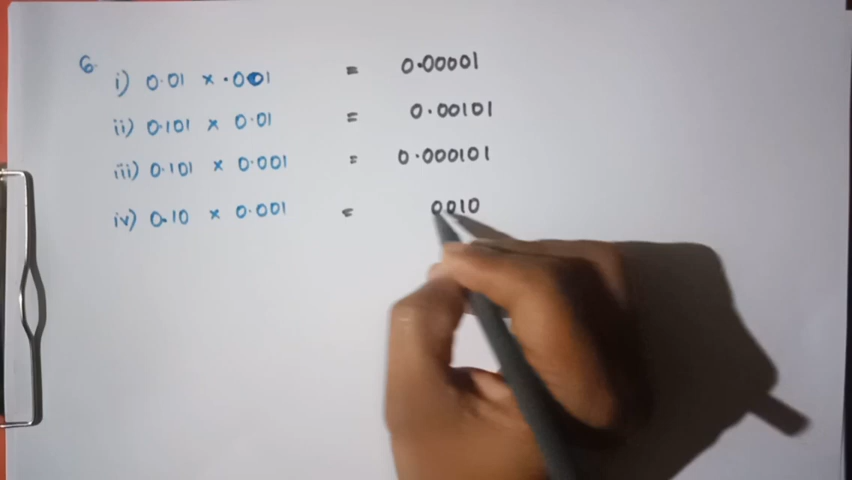 6.
i) 0.01 × .001 = 0.00001
ii) 0.101 × 0.01 = 0.00101
iii) 0.101 × 0.001 = 0.000101
iv) 0.10 × 0.001 = 0010